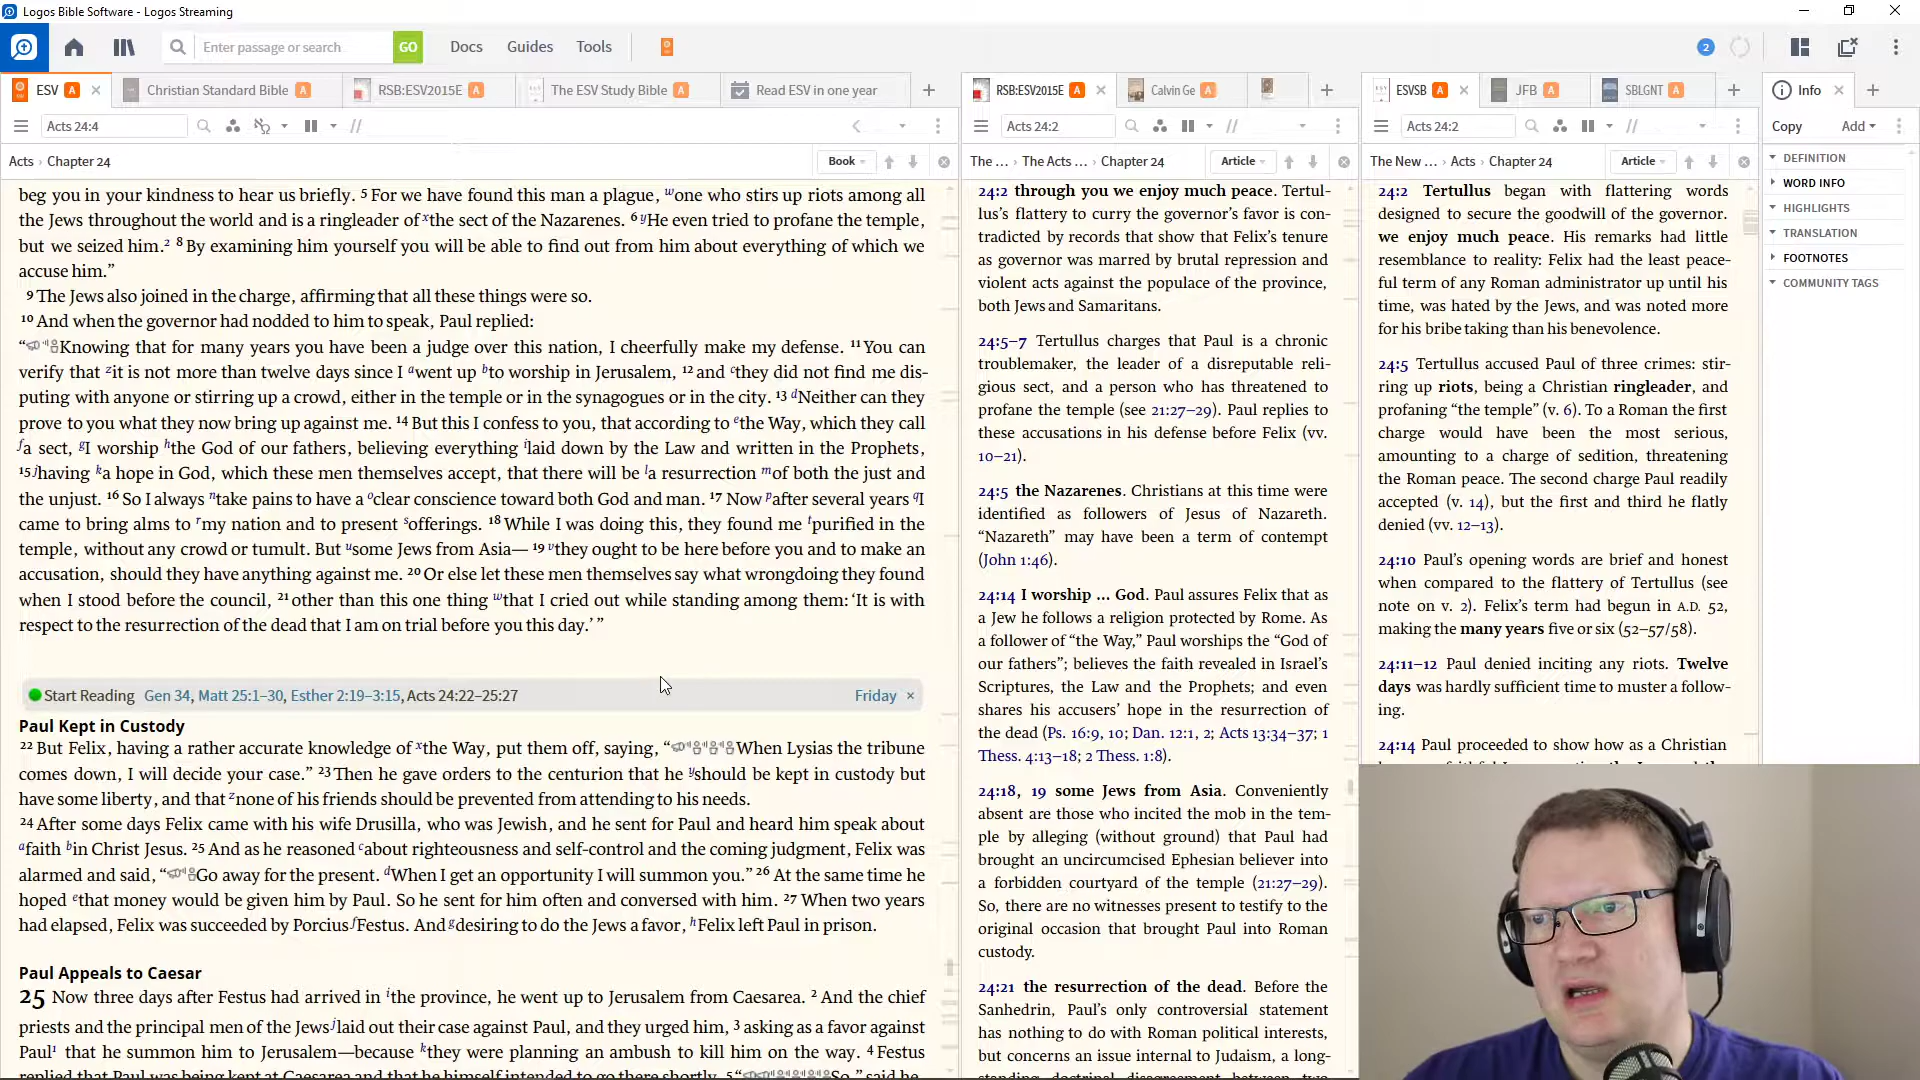 Logos Bible Software - Logos Streaming
Enter passage or search
GO
Docs
Guides
Tools
2
ESV A
Christian Standard Bible A
RSB:ESV2015E A
The ESV Study Bible A
Read ESV in one year
Acts 24:4
Acts › Chapter 24
Book
beg you in your kindness to hear us briefly. 5 For we have found this man a plague, w one who stirs up riots among all
the Jews throughout the world and is a ringleader of x the sect of the Nazarenes. 6 y He even tried to profane the temple,
but we seized him. 2 8 By examining him yourself you will be able to find out from him about everything of which we
accuse him.”
9 The Jews also joined in the charge, affirming that all these things were so.
10 And when the governor had nodded to him to speak, Paul replied:
“Knowing that for many years you have been a judge over this nation, I cheerfully make my defense. 11 You can
verify that z it is not more than twelve days since I a went up b to worship in Jerusalem, 12 and c they did not find me dis-
puting with anyone or stirring up a crowd, either in the temple or in the synagogues or in the city. 13 d Neither can they
prove to you what they now bring up against me. 14 But this I confess to you, that according to e the Way, which they call
f a sect, g I worship h the God of our fathers, believing everything i laid down by the Law and written in the Prophets,
15 j having k a hope in God, which these men themselves accept, that there will be l a resurrection m of both the just and
the unjust. 16 So I always n take pains to have a o clear conscience toward both God and man. 17 Now p after several years q I
came to bring alms to r my nation and to present s offerings. 18 While I was doing this, they found me t purified in the
temple, without any crowd or tumult. But u some Jews from Asia— 19 v they ought to be here before you and to make an
accusation, should they have anything against me. 20 Or else let these men themselves say what wrongdoing they found
when I stood before the council, 21 other than this one thing w that I cried out while standing among them: ‘It is with
respect to the resurrection of the dead that I am on trial before you this day.’ ”
Start Reading Gen 34, Matt 25:1–30, Esther 2:19–3:15, Acts 24:22–25:27 Friday ×
Paul Kept in Custody
22 But Felix, having a rather accurate knowledge of x the Way, put them off, saying, “When Lysias the tribune
comes down, I will decide your case.” 23 Then he gave orders to the centurion that he y should be kept in custody but
have some liberty, and that z none of his friends should be prevented from attending to his needs.
24 After some days Felix came with his wife Drusilla, who was Jewish, and he sent for Paul and heard him speak about
a faith b in Christ Jesus. 25 And as he reasoned c about righteousness and self-control and the coming judgment, Felix was
alarmed and said, “Go away for the present. d When I get an opportunity I will summon you.” 26 At the same time he
hoped e that money would be given him by Paul. So he sent for him often and conversed with him. 27 When two years
had elapsed, Felix was succeeded by Porcius f Festus. And g desiring to do the Jews a favor, h Felix left Paul in prison.
Paul Appeals to Caesar
25 Now three days after Festus had arrived in i the province, he went up to Jerusalem from Caesarea. 2 And the chief
priests and the principal men of the Jews j laid out their case against Paul, and they urged him, 3 asking as a favor against
Paul 1 that he summon him to Jerusalem—because k they were planning an ambush to kill him on the way. 4 Festus
replied that Paul was being kept at Caesarea and that he himself intended to go there shortly. 5 “So,” said he,
RSB:ESV2015E A
Calvin Ge A
Acts 24:2
The ... › The Acts ... › Chapter 24
Article
24:2 through you we enjoy much peace. Tertul-
lus’s flattery to curry the governor’s favor is con-
tradicted by records that show that Felix’s tenure
as governor was marred by brutal repression and
violent acts against the populace of the province,
both Jews and Samaritans.
24:5–7 Tertullus charges that Paul is a chronic
troublemaker, the leader of a disreputable reli-
gious sect, and a person who has threatened to
profane the temple (see 21:27–29). Paul replies to
these accusations in his defense before Felix (vv.
10–21).
24:5 the Nazarenes. Christians at this time were
identified as followers of Jesus of Nazareth.
“Nazareth” may have been a term of contempt
(John 1:46).
24:14 I worship ... God. Paul assures Felix that as
a Jew he follows a religion protected by Rome. As
a follower of “the Way,” Paul worships the “God of
our fathers”; believes the faith revealed in Israel’s
Scriptures, the Law and the Prophets; and even
shares his accusers’ hope in the resurrection of
the dead (Ps. 16:9, 10; Dan. 12:1, 2; Acts 13:34–37; 1
Thess. 4:13–18; 2 Thess. 1:8).
24:18, 19 some Jews from Asia. Conveniently
absent are those who incited the mob in the tem-
ple by alleging (without ground) that Paul had
brought an uncircumcised Ephesian believer into
a forbidden courtyard of the temple (21:27–29).
So, there are no witnesses present to testify to the
original occasion that brought Paul into Roman
custody.
24:21 the resurrection of the dead. Before the
Sanhedrin, Paul’s only controversial statement
has nothing to do with Roman political interests,
but concerns an issue internal to Judaism, a long-
standing doctrinal disagreement between two
ESVSB A
JFB A
SBLGNT A
Acts 24:2
The New ... › Acts › Chapter 24
Article
24:2 Tertullus began with flattering words
designed to secure the goodwill of the governor.
we enjoy much peace. His remarks had little
resemblance to reality: Felix had the least peace-
ful term of any Roman administrator up until his
time, was hated by the Jews, and was noted more
for his bribe taking than his benevolence.
24:5 Tertullus accused Paul of three crimes: stir-
ring up riots, being a Christian ringleader, and
profaning “the temple” (v. 6). To a Roman the first
charge would have been the most serious,
amounting to a charge of sedition, threatening
the Roman peace. The second charge Paul readily
accepted (v. 14), but the first and third he flatly
denied (vv. 12–13).
24:10 Paul’s opening words are brief and honest
when compared to the flattery of Tertullus (see
note on v. 2). Felix’s term had begun in A.D. 52,
making the many years five or six (52–57/58).
24:11–12 Paul denied inciting any riots. Twelve
days was hardly sufficient time to muster a follow-
ing.
24:14 Paul proceeded to show how as a Christian
Info
Copy
Add
DEFINITION
WORD INFO
HIGHLIGHTS
TRANSLATION
FOOTNOTES
COMMUNITY TAGS